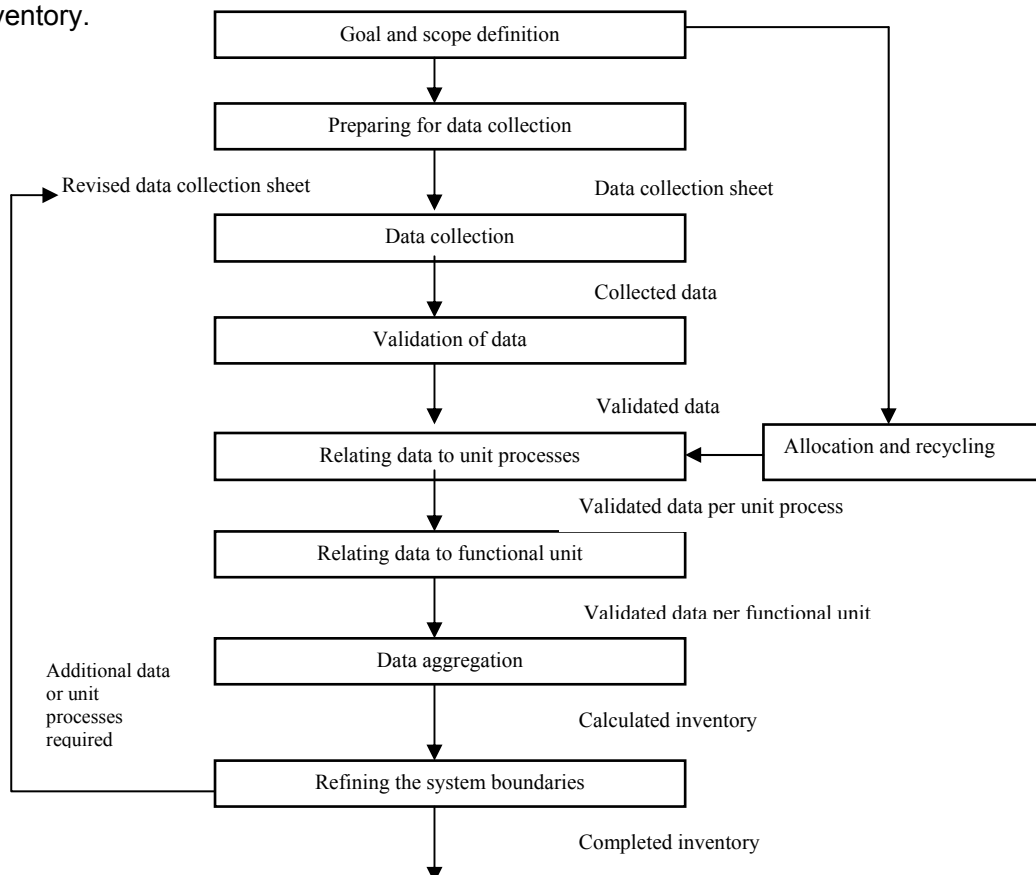 ventory.
Goal and scope definition
Preparing for data collection
Revised data collection sheet
Data collection sheet
Data collection
Collected data
Validation of data
Validated data
Allocation and recycling
Relating data to unit processes
Validated data per unit process
Relating data to functional unit
Validated data per functional unit
Data aggregation
Additional data
or unit
processes
required
Calculated inventory
Refining the system boundaries
Completed inventory